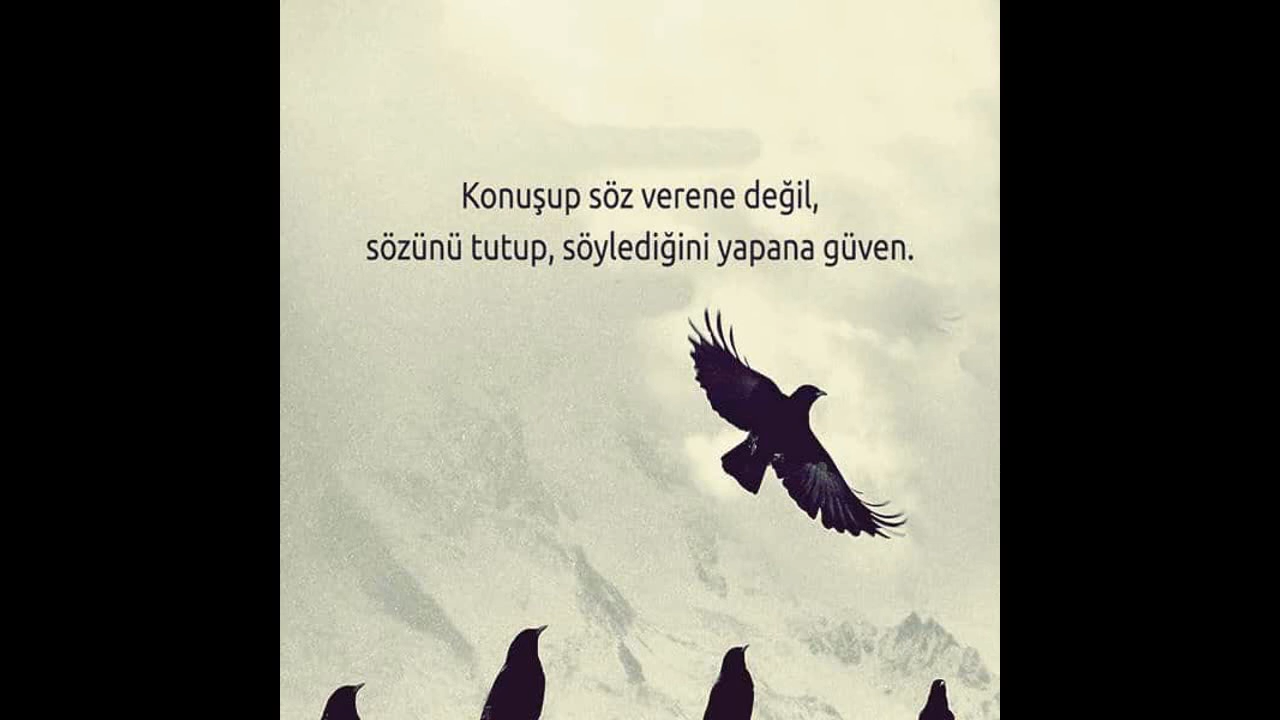 Konuşup söz verene değil,
sözünü tutup, söylediğini yapana güven.